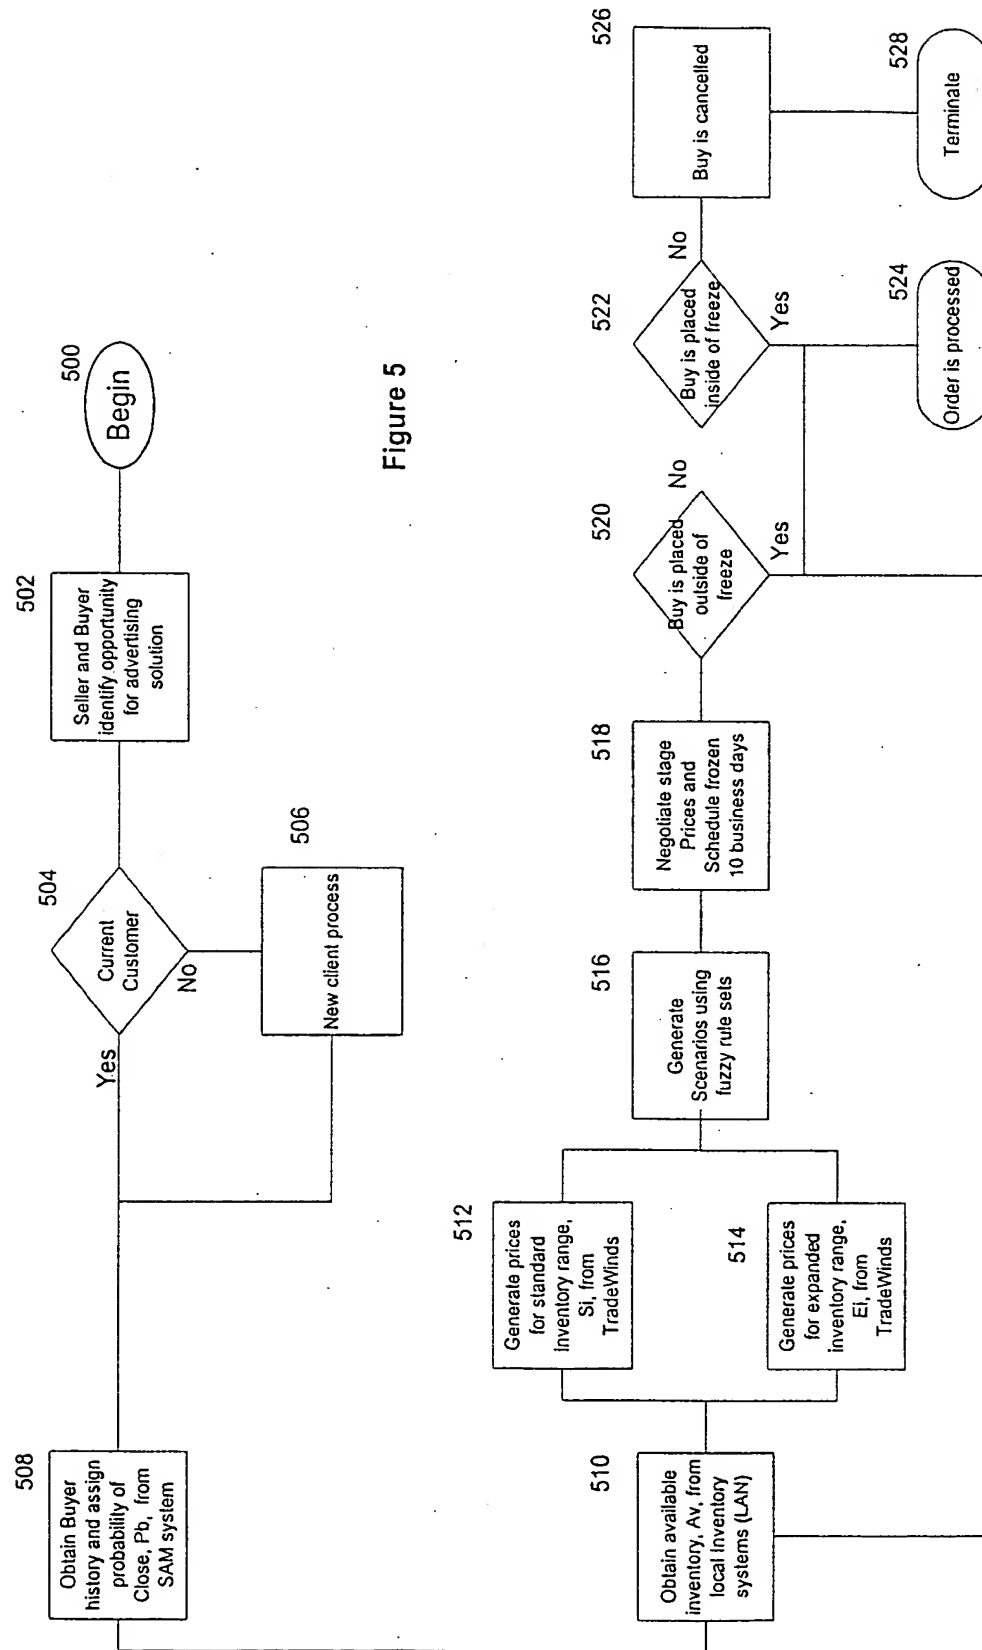 500
Begin
502
Seller and Buyer
identify opportunity
for advertising
solution
504
Current
Customer
Yes
No
506
New client process
508
Obtain Buyer
history and assign
probability of
Close, Pb, from
SAM system
Figure 5
510
Obtain available
inventory, Av, from
local Inventory
systems (LAN)
512
Generate prices
for standard
Inventory range,
Si, from
TradeWinds
514
Generate prices
for expanded
inventory range,
Ei, from
TradeWinds
516
Generate
Scenarios using
fuzzy rule sets
518
Negotiate stage
Prices and
Schedule frozen
10 business days
520
Buy is placed
outside of
freeze
No
Yes
522
Buy is placed
inside of freeze
No
Yes
524
Order is processed
526
Buy is cancelled
528
Terminate